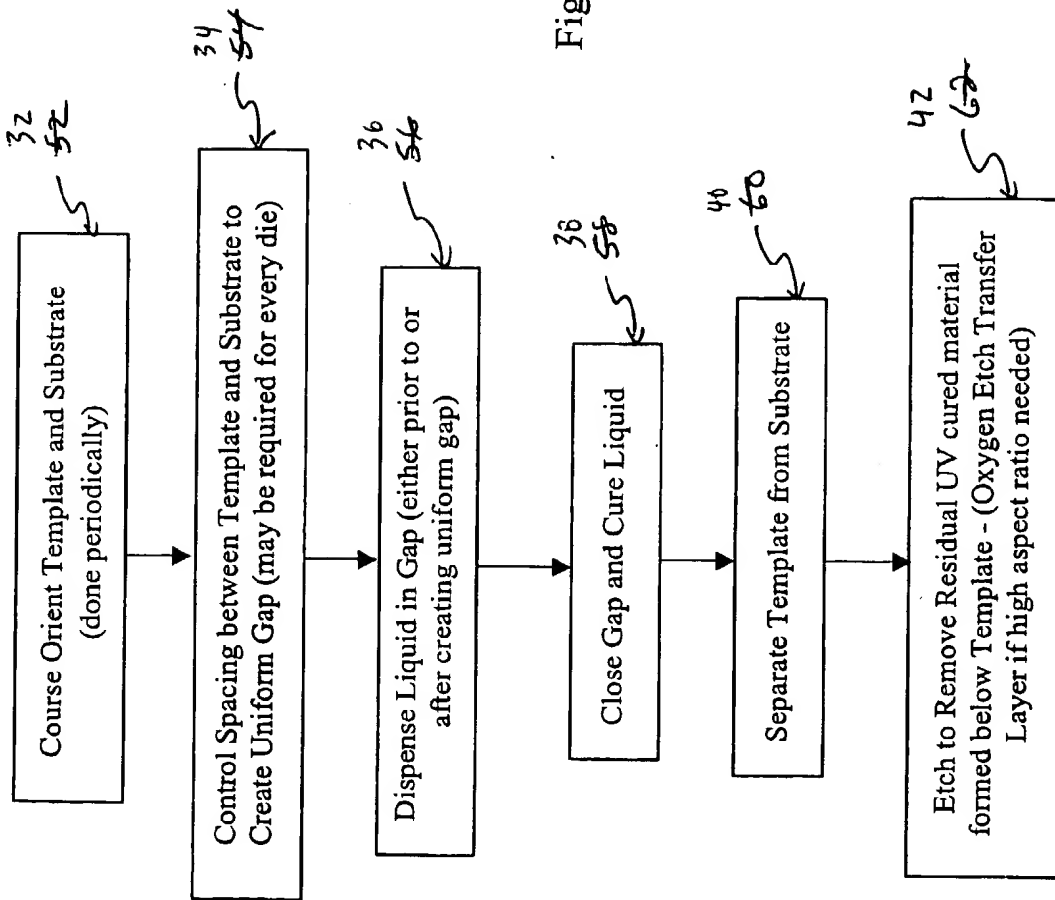 32
52
Course Orient Template and Substrate
(done periodically)
34
54
Control Spacing between Template and Substrate to
Create Uniform Gap (may be required for every die)
36
56
Dispense Liquid in Gap (either prior to or
after creating uniform gap)
38
58
Close Gap and Cure Liquid
40
60
Separate Template from Substrate
42
62
Etch to Remove Residual UV cured material
formed below Template - (Oxygen Etch Transfer
Layer if high aspect ratio needed)
Fig